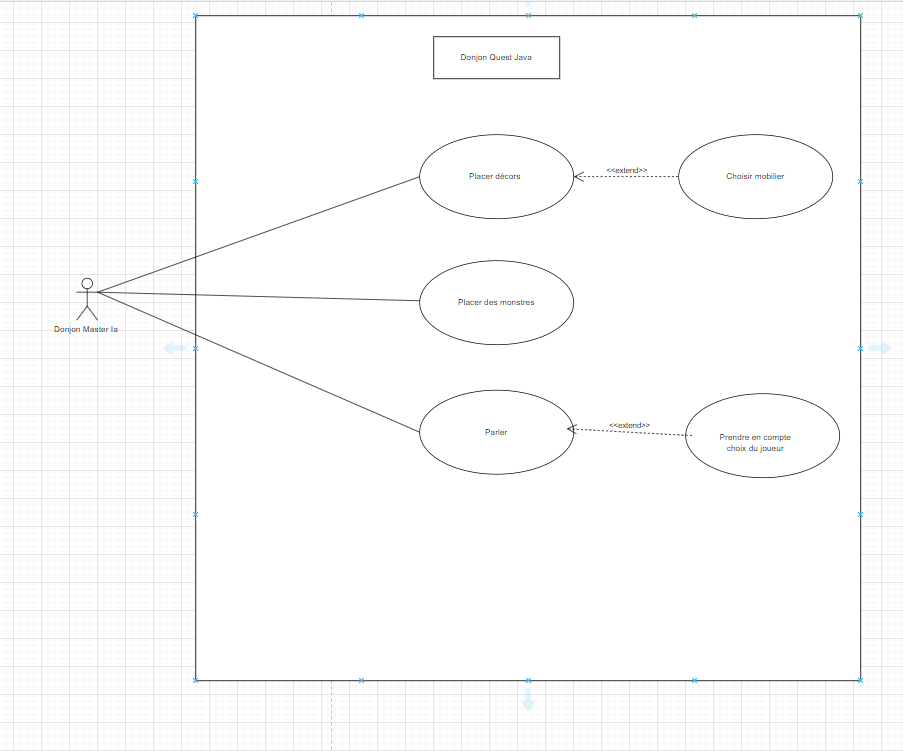 Donjon Quest Java
Placer décors
<<extend>>
Choisir mobilier
Placer des monstres
Donjon Master Ia
Parler
<<extend>>
Prendre en compte
choix du joueur